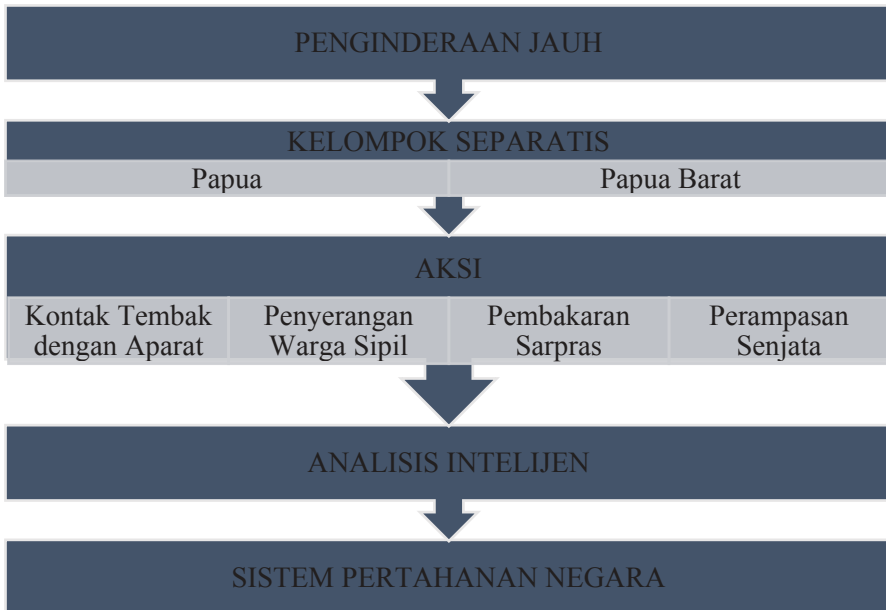 PENGINDERAAN JAUH
KELOMPOK SEPARATIS
Papua
Papua Barat
AKSI
Kontak Tembak
dengan Aparat
Penyerangan
Warga Sipil
Pembakaran
Sarpras
Perampasan
Senjata
ANALISIS INTELIJEN
SISTEM PERTAHANAN NEGARA